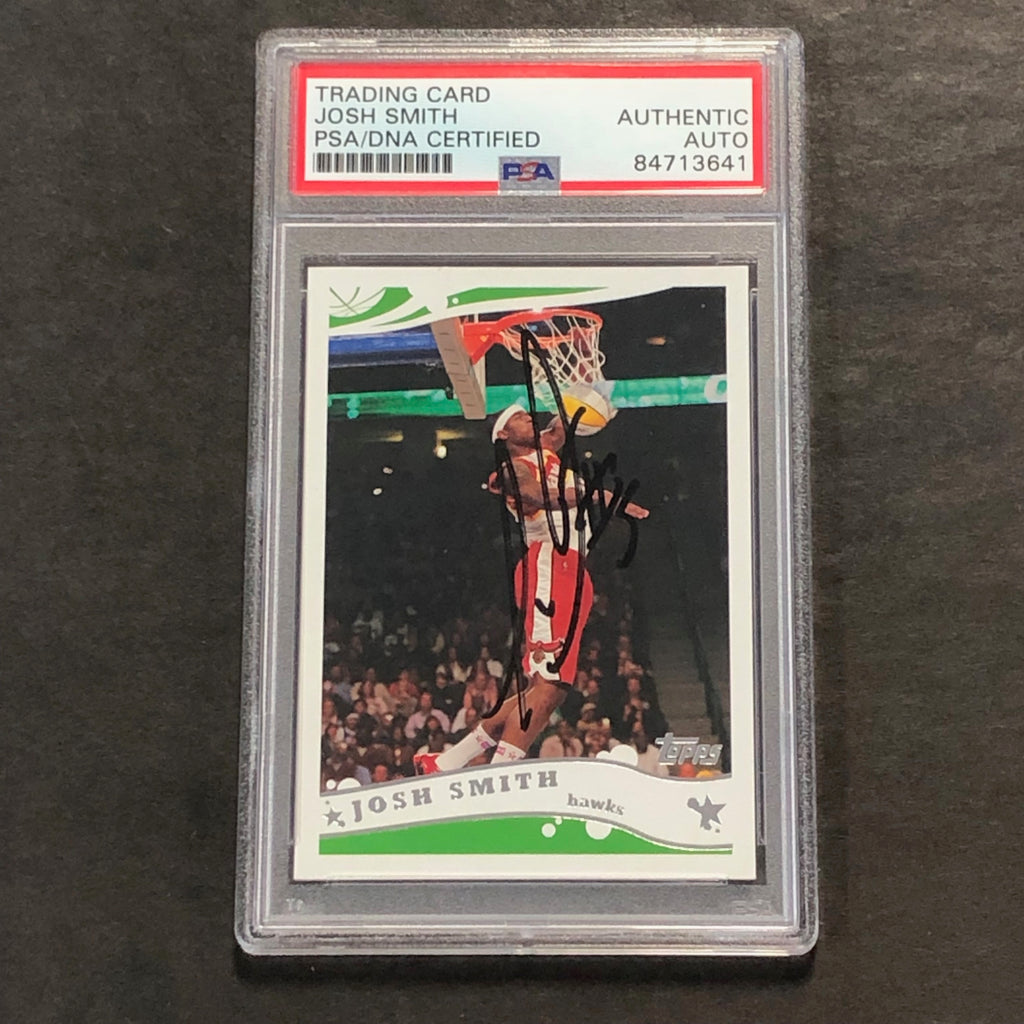 TRADING CARD
JOSH SMITH
PSA/DNA CERTIFIED
AUTHENTIC
AUTO
84713641
PSA
topps
JOSH SMITH
hawks